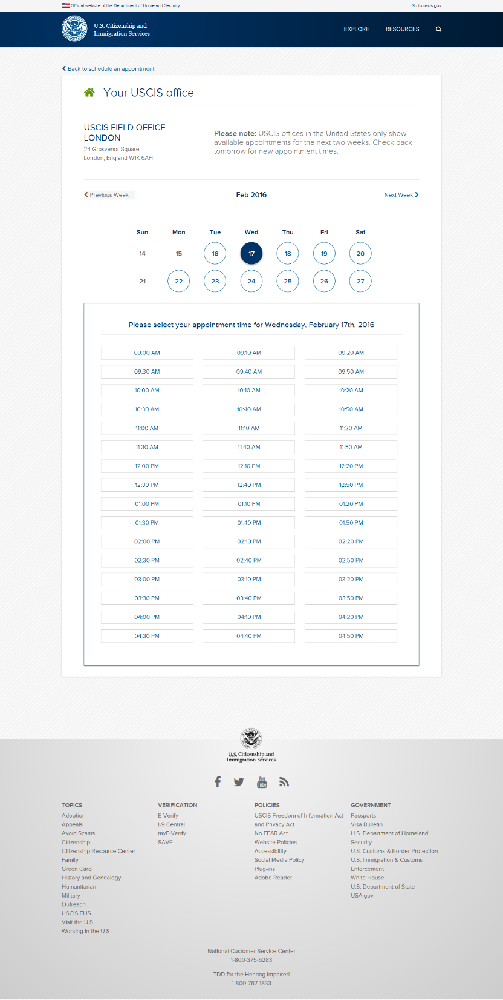 Official website of the Department of Homeland Security
Go to uscis.gov
U.S. Citizenship and
Immigration Services
EXPLORE
RESOURCES
Back to schedule an appointment
Your USCIS office
USCIS FIELD OFFICE -
LONDON
24 Grosvenor Square
London, England W1K 6AH
Please note: USCIS offices in the United States only show
available appointments for the next two weeks. Check back
tomorrow for new appointment times.
Previous Week
Feb 2016
Next Week
Sun Mon Tue Wed Thu Fri Sat
14 15 16 17 18 19 20
21 22 23 24 25 26 27
Please select your appointment time for Wednesday, February 17th, 2016
09:00 AM 09:10 AM 09:20 AM
09:30 AM 09:40 AM 09:50 AM
10:00 AM 10:10 AM 10:20 AM
10:30 AM 10:40 AM 10:50 AM
11:00 AM 11:10 AM 11:20 AM
11:30 AM 11:40 AM 11:50 AM
12:00 PM 12:10 PM 12:20 PM
12:30 PM 12:40 PM 12:50 PM
01:00 PM 01:10 PM 01:20 PM
01:30 PM 01:40 PM 01:50 PM
02:00 PM 02:10 PM 02:20 PM
02:30 PM 02:40 PM 02:50 PM
03:00 PM 03:10 PM 03:20 PM
03:30 PM 03:40 PM 03:50 PM
04:00 PM 04:10 PM 04:20 PM
04:30 PM 04:40 PM 04:50 PM
U.S. Citizenship and
Immigration Services
You
Tube
TOPICS
Adoption
Appeals
Avoid Scams
Citizenship
Citizenship Resource Center
Family
Green Card
History and Genealogy
Humanitarian
Military
Outreach
USCIS ELIS
Visit the U.S.
Working in the U.S.
VERIFICATION
E-Verify
I-9 Central
myE-Verify
SAVE
POLICIES
USCIS Freedom of Information Act
and Privacy Act
No FEAR Act
Website Policies
Accessibility
Social Media Policy
Plug-ins
Adobe Reader
GOVERNMENT
Passports
Visa Bulletin
U.S. Department of Homeland
Security
U.S. Customs & Border Protection
U.S. Immigration & Customs
Enforcement
White House
U.S. Department of State
USA.gov
National Customer Service Center
1-800-375-5283
TDD for the Hearing Impaired
1-800-767-1833